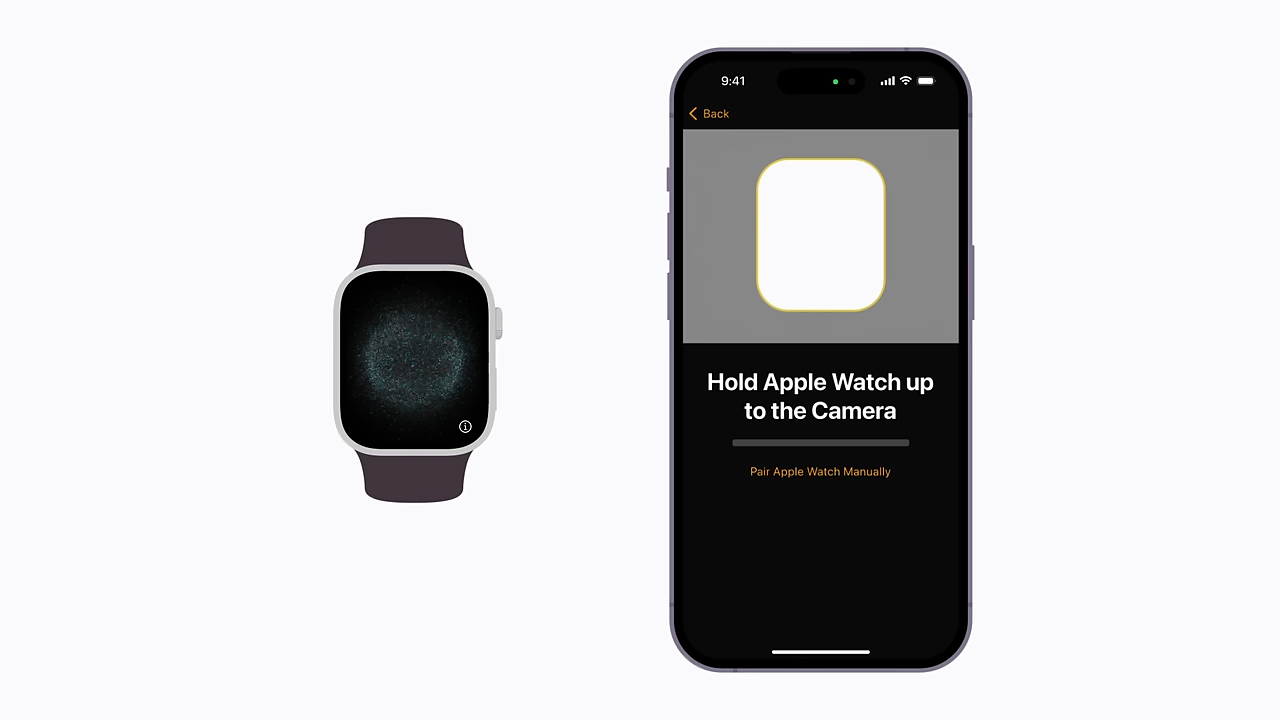 9:41
Back
Hold Apple Watch up
to the Camera
Pair Apple Watch Manually